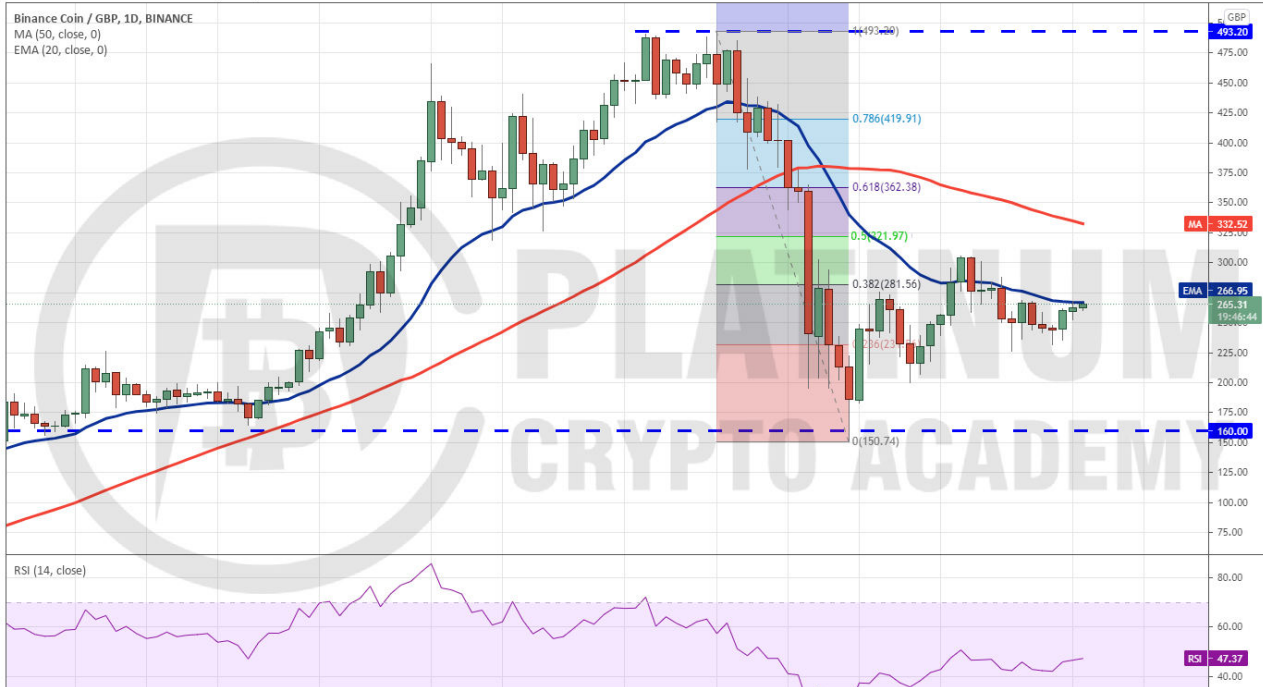 Binance Coin / GBP, 1D, BINANCE
MA (50, close, 0)
EMA (20, close, 0)
GBP
493.20
475.00
450.00
425.00
400.00
375.00
350.00
MA 332.52
325.00
300.00
EMA 266.95
265.31
19:46:44
225.00
200.00
175.00
160.00
150.00
125.00
100.00
75.00
1(493.20)
0.786(419.91)
0.618(362.38)
0.5(321.97)
0.382(281.56)
0(150.74)
PLATINUM
CRYPTO ACADEMY
RSI (14, close)
80.00
60.00
RSI 47.37
40.00